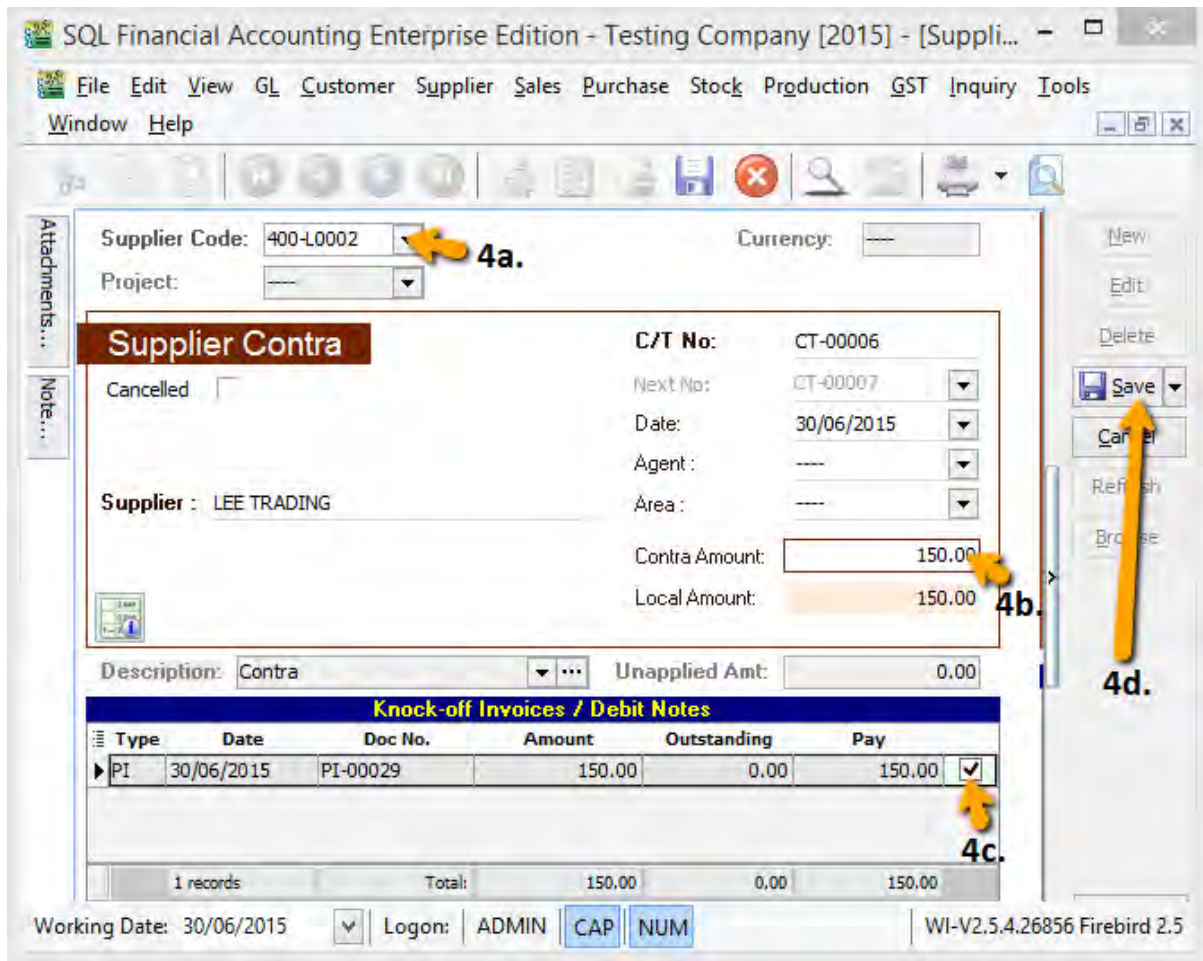 SQL Financial Accounting Enterprise Edition - Testing Company [2015] - [Suppli...
File Edit View GL Customer Supplier Sales Purchase Stock Production GST Inquiry Tools
Window Help
Attachments...
Note...
Supplier Code: 400-L0002 4a. Currency: ----
Project: ----
New
Edit
Delete
Save
Cancel
Refresh
Browse
Supplier Contra
C/T No: CT-00006
Cancelled
Next No: CT-00007
Date: 30/06/2015
Agent : ----
Supplier : LEE TRADING
Area : ----
Contra Amount: 150.00
4b.
Local Amount: 150.00
4d.
Description: Contra Unapplied Amt: 0.00
Knock-off Invoices / Debit Notes
Type Date Doc No. Amount Outstanding Pay
PI 30/06/2015 PI-00029 150.00 0.00 150.00
4c.
1 records Total: 150.00 0.00 150.00
Working Date: 30/06/2015 Logon: ADMIN CAP NUM WI-V2.5.4.26856 Firebird 2.5